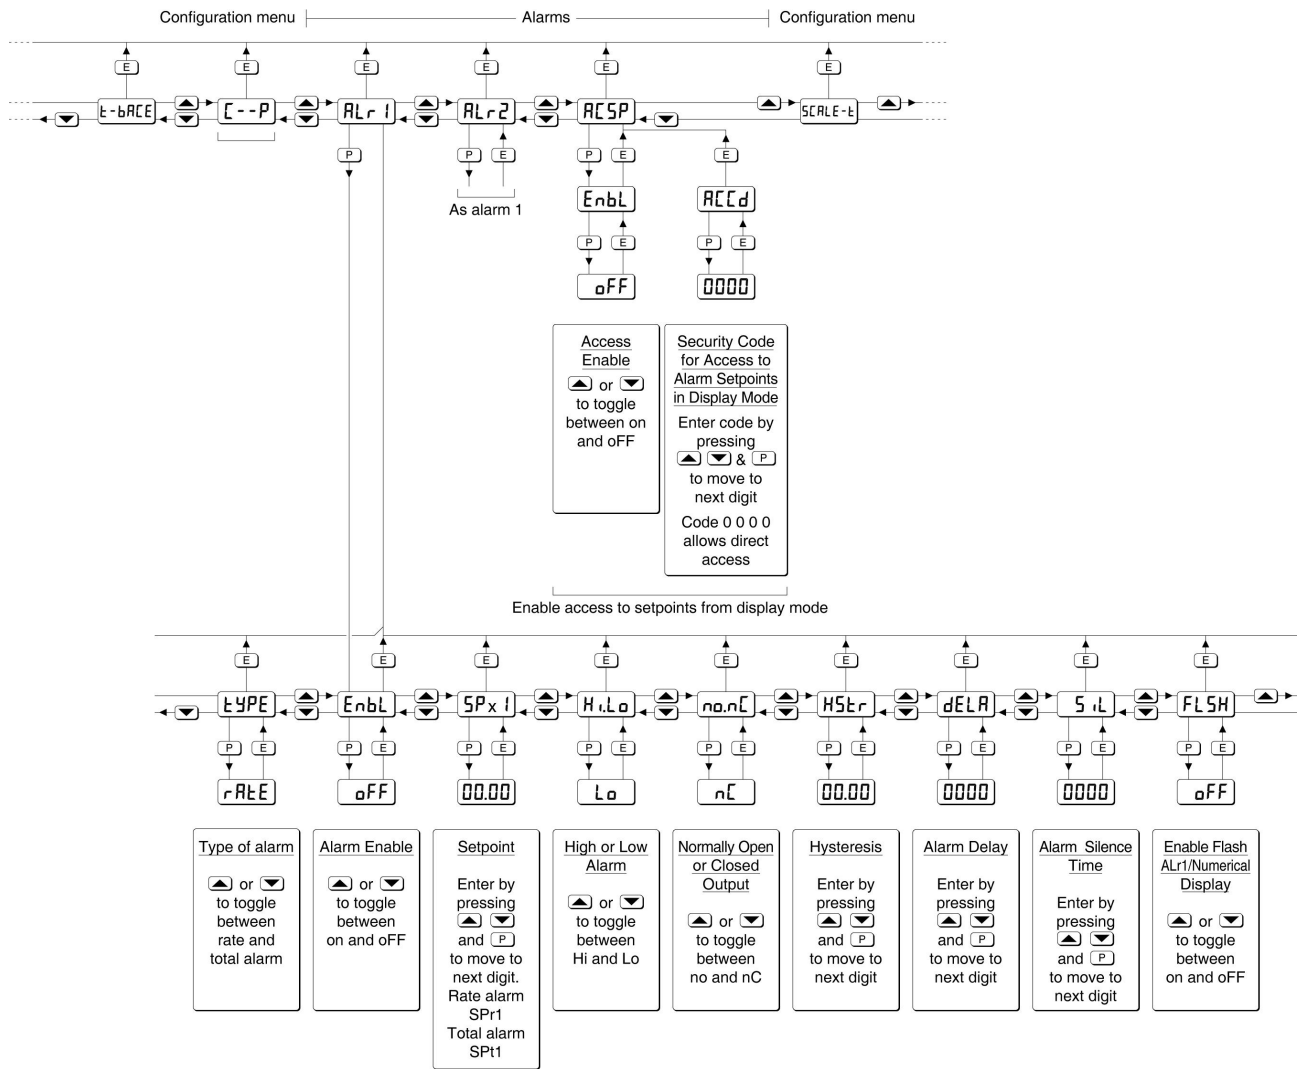 Configuration menu
Alarms
Configuration menu
E E E E E E
t-bASE C--P ALr1 ALr2 ACSP SCALE-t
P P E P E E
As alarm 1
EnbL ACCd
P E P E
oFF 0000
Access
Enable
or
to toggle
between on
and oFF
Security Code
for Access to
Alarm Setpoints
in Display Mode
Enter code by
pressing
& P
to move to
next digit
Code 0 0 0 0
allows direct
access
Enable access to setpoints from display mode
E E E E E E E E E
tYPE EnbL SPx1 Hi.Lo no.nC HStr dELA SiL FLSH
P E P E P E P E P E P E P E P E P E
rAtE oFF 00.00 Lo nC 00.00 0000 0000 oFF
Type of alarm
or
to toggle
between
rate and
total alarm
Alarm Enable
or
to toggle
between
on and oFF
Setpoint
Enter by
pressing
and P
to move to
next digit.
Rate alarm
SPr1
Total alarm
SPt1
High or Low
Alarm
or
to toggle
between
Hi and Lo
Normally Open
or Closed
Output
or
to toggle
between
no and nC
Hysteresis
Enter by
pressing
and P
to move to
next digit
Alarm Delay
Enter by
pressing
and P
to move to
next digit
Alarm Silence
Time
Enter by
pressing
and P
to move to
next digit
Enable Flash
ALr1/Numerical
Display
or
to toggle
between
on and oFF